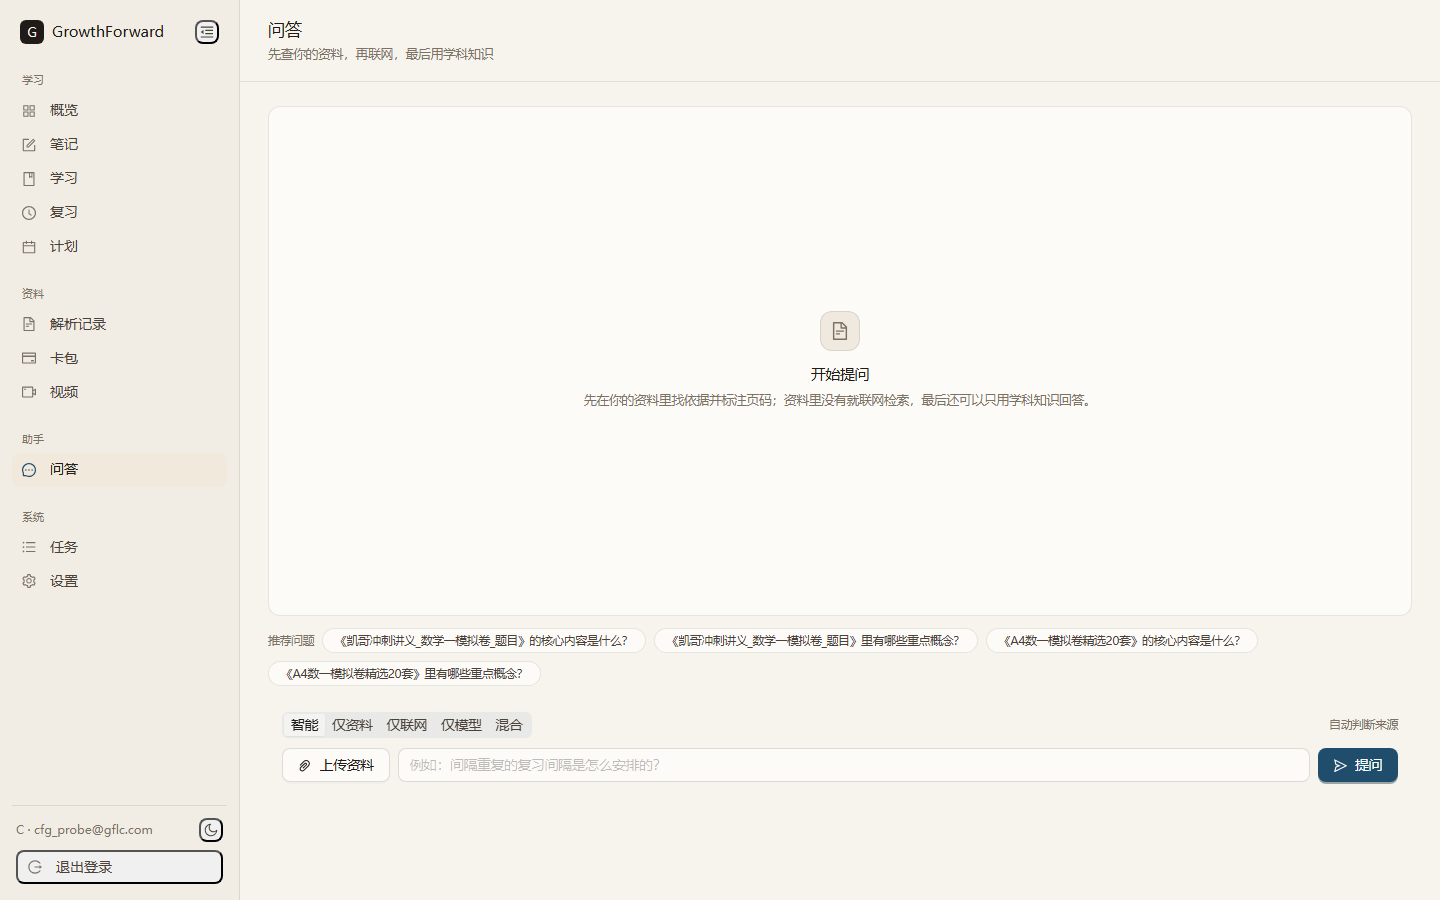 G GrowthForward
学习
概览
笔记
学习
复习
计划
资料
解析记录
卡包
视频
助手
问答
系统
任务
设置
C · cfg_probe@gflc.com
退出登录
问答
先查你的资料，再联网，最后用学科知识
开始提问
先在你的资料里找依据并标注页码；资料里没有就联网检索，最后还可以只用学科知识回答。
推荐问题 《凯哥冲刺讲义_数学一模拟卷_题目》的核心内容是什么？ 《凯哥冲刺讲义_数学一模拟卷_题目》里有哪些重点概念？ 《A4数一模拟卷精选20套》的核心内容是什么？
《A4数一模拟卷精选20套》里有哪些重点概念？
智能 仅资料 仅联网 仅模型 混合 自动判断来源
上传资料 例如：间隔重复的复习间隔是怎么安排的？ 提问